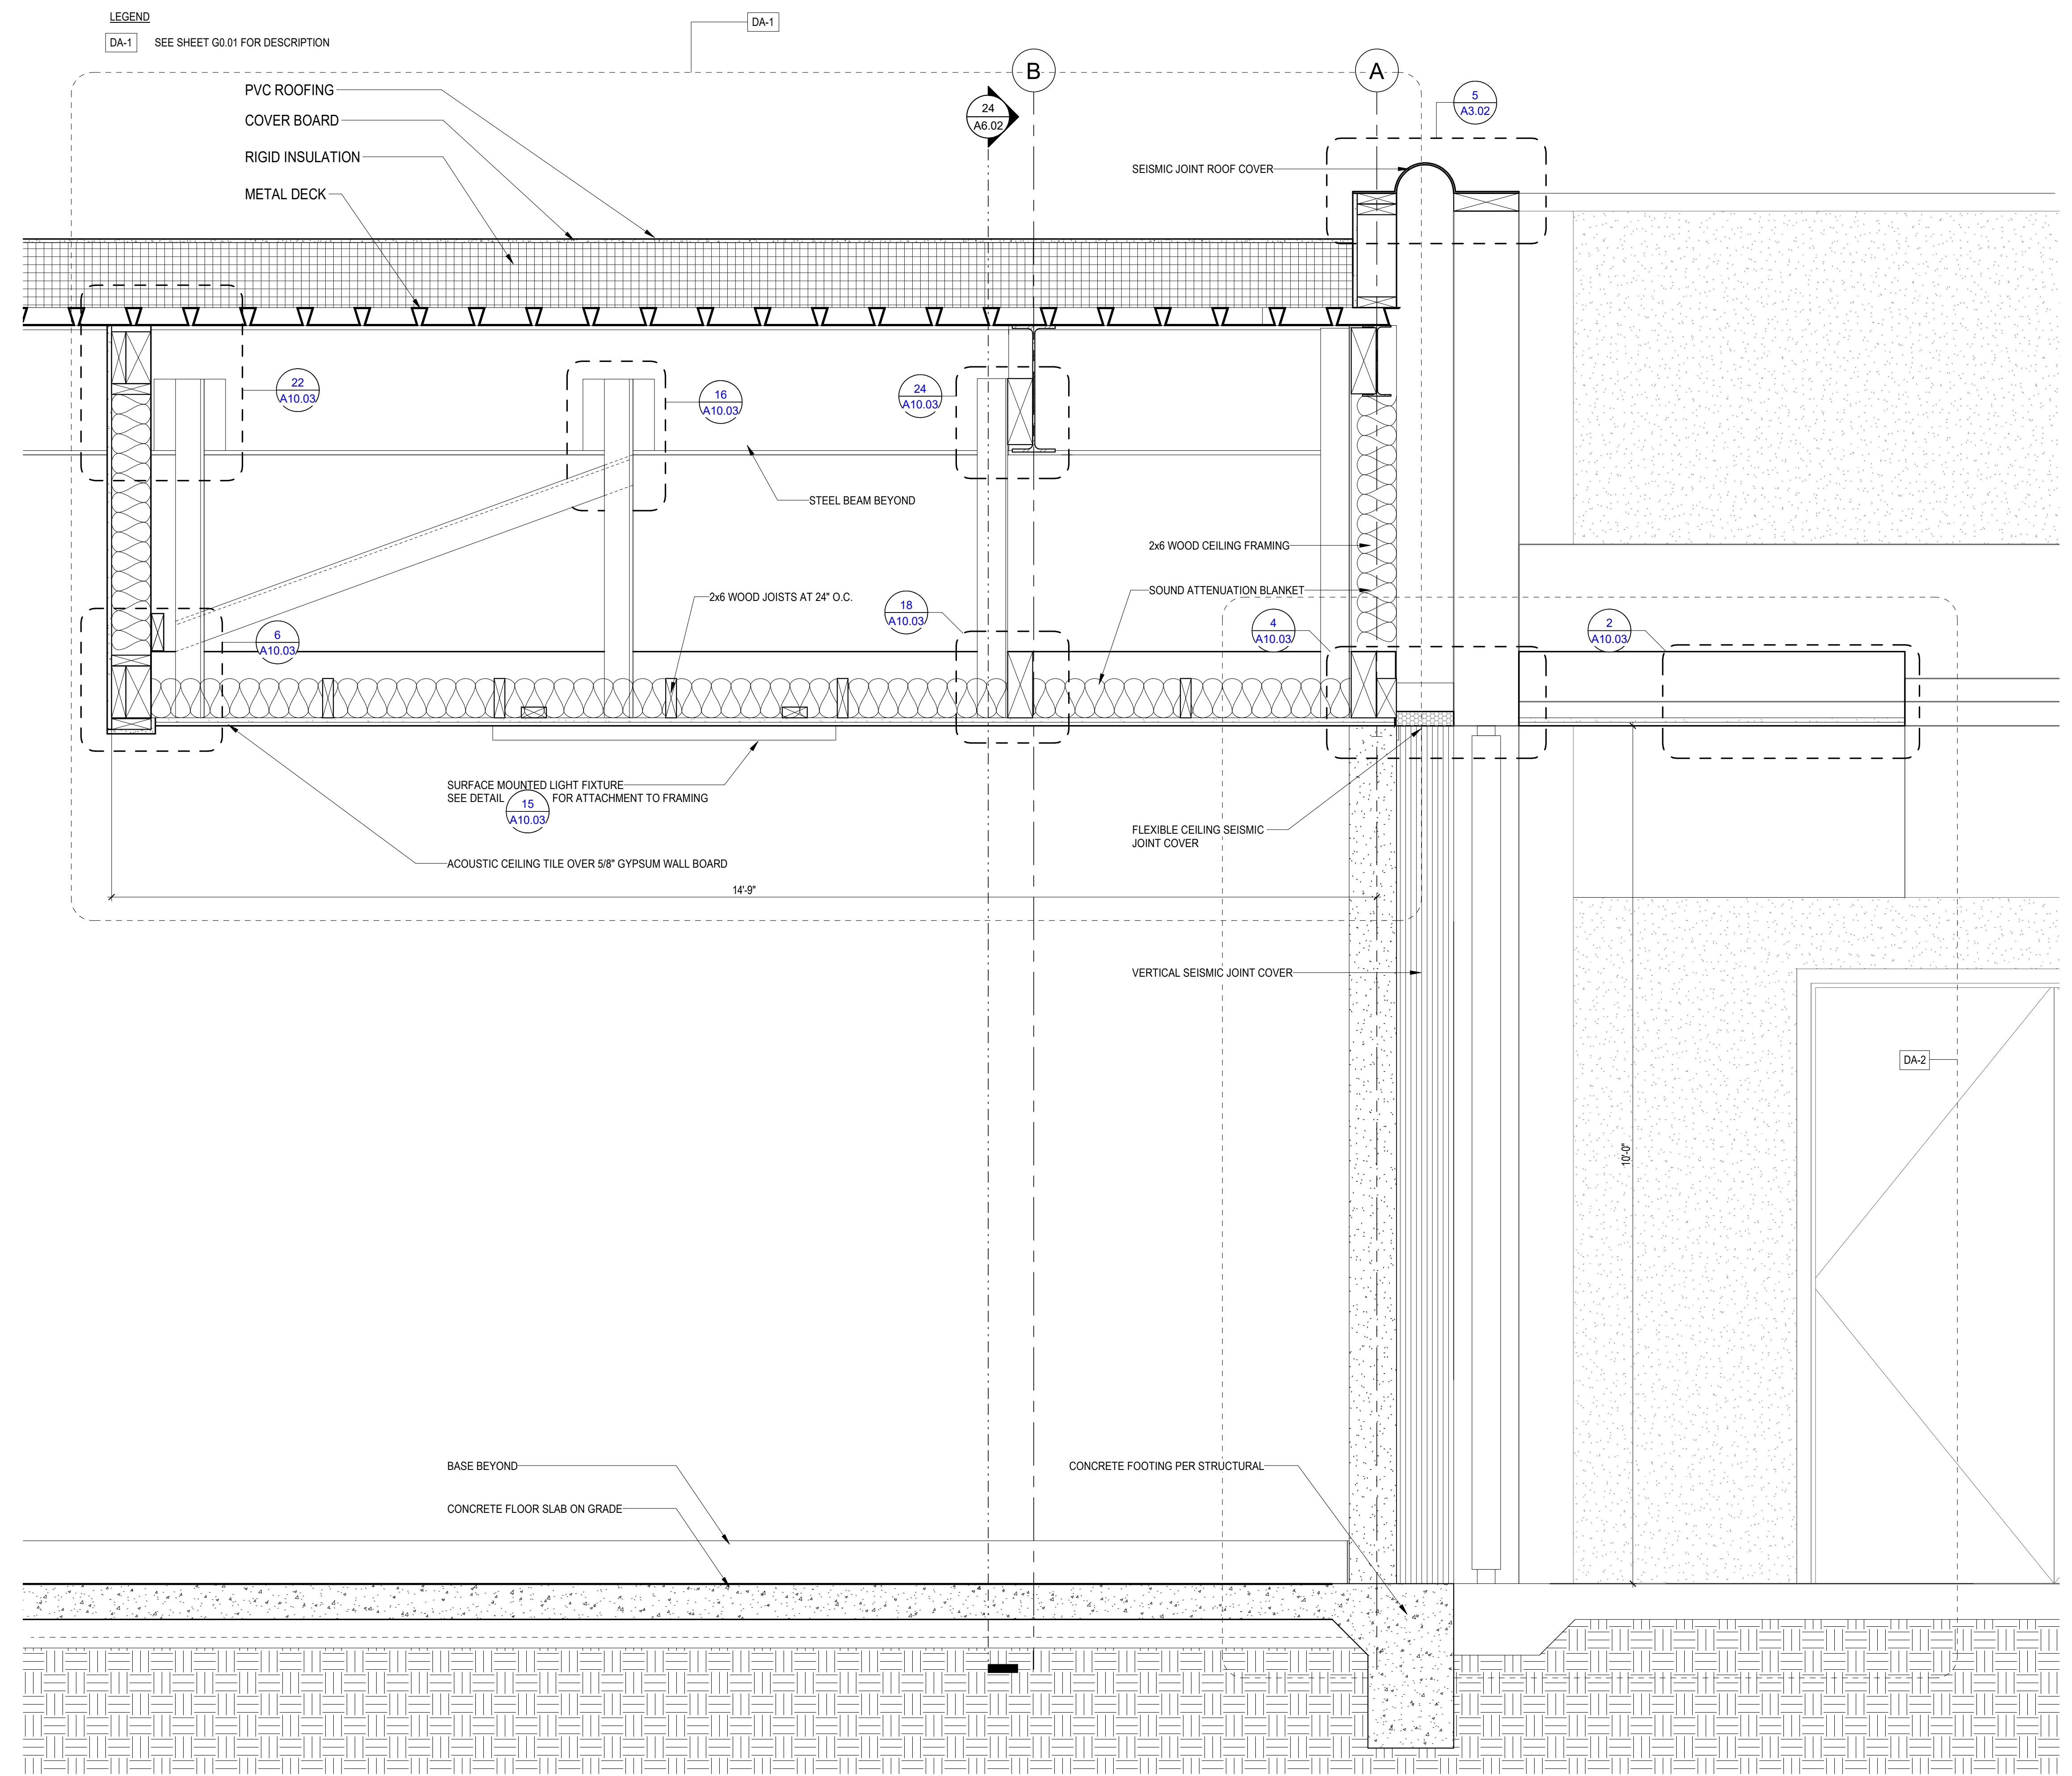 LEGEND
DA-1 SEE SHEET G0.01 FOR DESCRIPTION
DA-1
B
A
PVC ROOFING
COVER BOARD
RIGID INSULATION
METAL DECK
24
A6.02
5
A3.02
SEISMIC JOINT ROOF COVER
22
A10.03
16
A10.03
24
A10.03
STEEL BEAM BEYOND
2x6 WOOD CEILING FRAMING
SOUND ATTENUATION BLANKET
2x6 WOOD JOISTS AT 24" O.C.
18
A10.03
4
A10.03
2
A10.03
6
A10.03
SURFACE MOUNTED LIGHT FIXTURE
SEE DETAIL 15 FOR ATTACHMENT TO FRAMING
A10.03
FLEXIBLE CEILING SEISMIC
JOINT COVER
ACOUSTIC CEILING TILE OVER 5/8" GYPSUM WALL BOARD
14'-9"
VERTICAL SEISMIC JOINT COVER
DA-2
10'-0"
BASE BEYOND
CONCRETE FOOTING PER STRUCTURAL
CONCRETE FLOOR SLAB ON GRADE